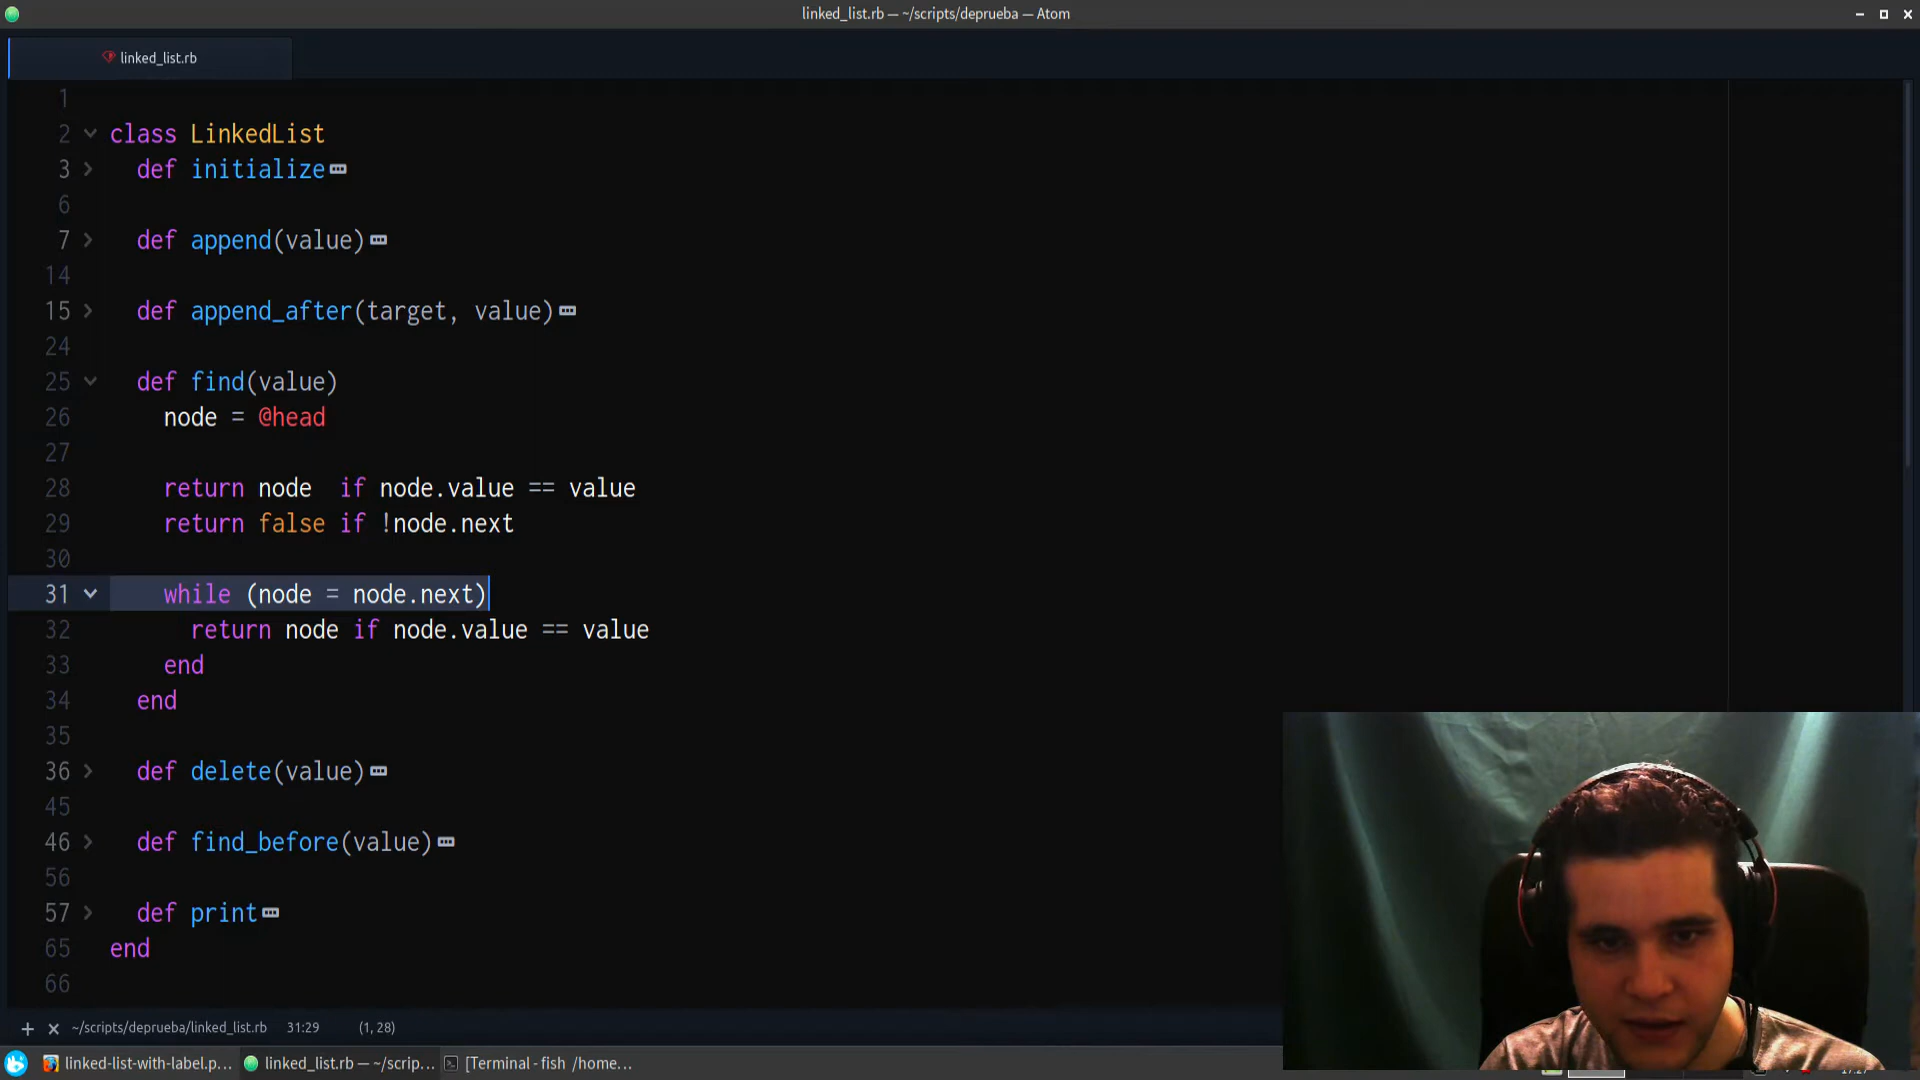 linked_list.rb — ~/scripts/deprueba — Atom
linked_list.rb
1
2 class LinkedList
3 def initialize
6
7 def append(value)
14
15 def append_after(target, value)
24
25 def find(value)
26 node = @head
27
28 return node  if node.value == value
29 return false if !node.next
30
31 while (node = node.next)
32 return node if node.value == value
33 end
34 end
35
36 def delete(value)
45
46 def find_before(value)
56
57 def print
65 end
66
~/scripts/deprueba/linked_list.rb 31:29 (1, 28)
linked-list-with-label.p... linked_list.rb — ~/scrip... [Terminal - fish /home...